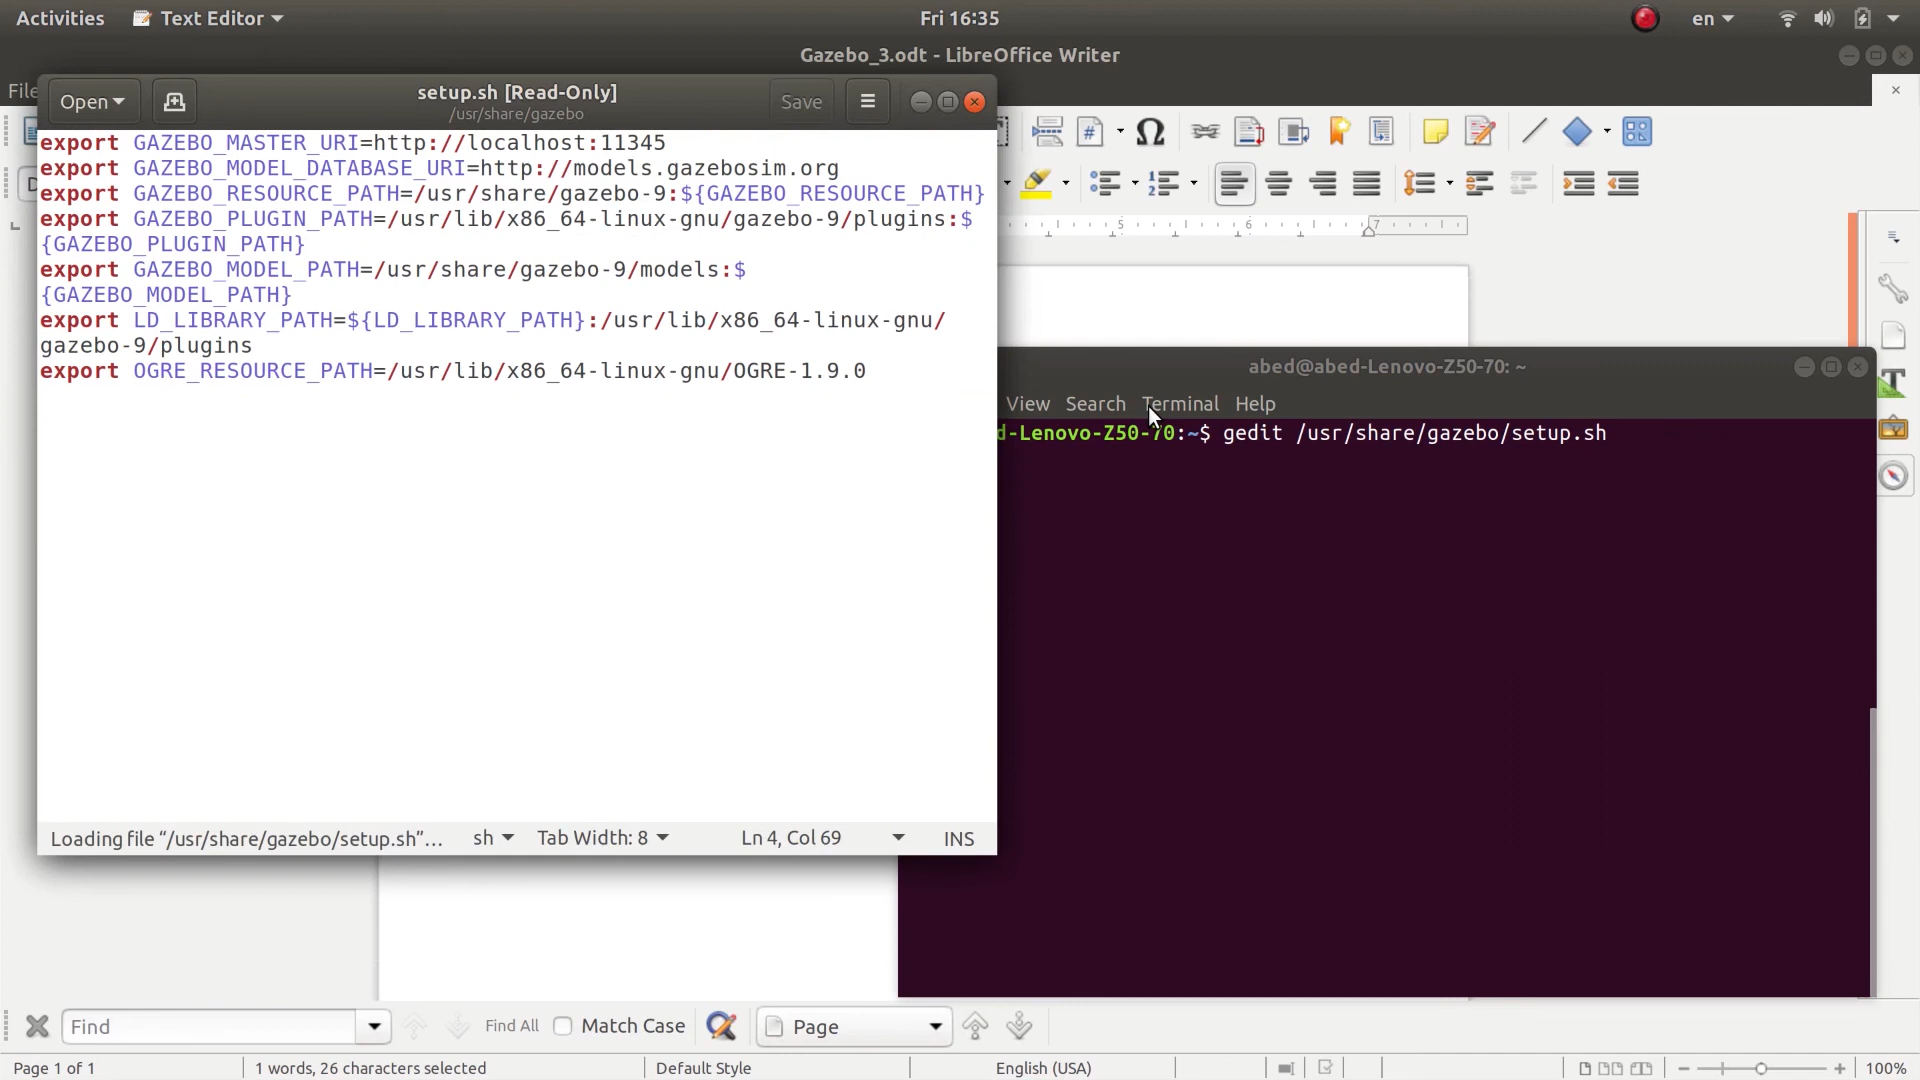 Activities
Text Editor
Fri 16:35
en
Gazebo_3.odt - LibreOffice Writer
File
Open
setup.sh [Read-Only]
/usr/share/gazebo
Save
export GAZEBO_MASTER_URI=http://localhost:11345
export GAZEBO_MODEL_DATABASE_URI=http://models.gazebosim.org
export GAZEBO_RESOURCE_PATH=/usr/share/gazebo-9:${GAZEBO_RESOURCE_PATH}
export GAZEBO_PLUGIN_PATH=/usr/lib/x86_64-linux-gnu/gazebo-9/plugins:$
{GAZEBO_PLUGIN_PATH}
export GAZEBO_MODEL_PATH=/usr/share/gazebo-9/models:$
{GAZEBO_MODEL_PATH}
export LD_LIBRARY_PATH=${LD_LIBRARY_PATH}:/usr/lib/x86_64-linux-gnu/
gazebo-9/plugins
export OGRE_RESOURCE_PATH=/usr/lib/x86_64-linux-gnu/OGRE-1.9.0
Loading file “/usr/share/gazebo/setup.sh”…
sh
Tab Width: 8
Ln 4, Col 69
INS
5 6 7
abed@abed-Lenovo-Z50-70: ~
View Search Terminal Help
d-Lenovo-Z50-70:~$ gedit /usr/share/gazebo/setup.sh
Find
Find All
Match Case
Page
Page 1 of 1
1 words, 26 characters selected
Default Style
English (USA)
100%